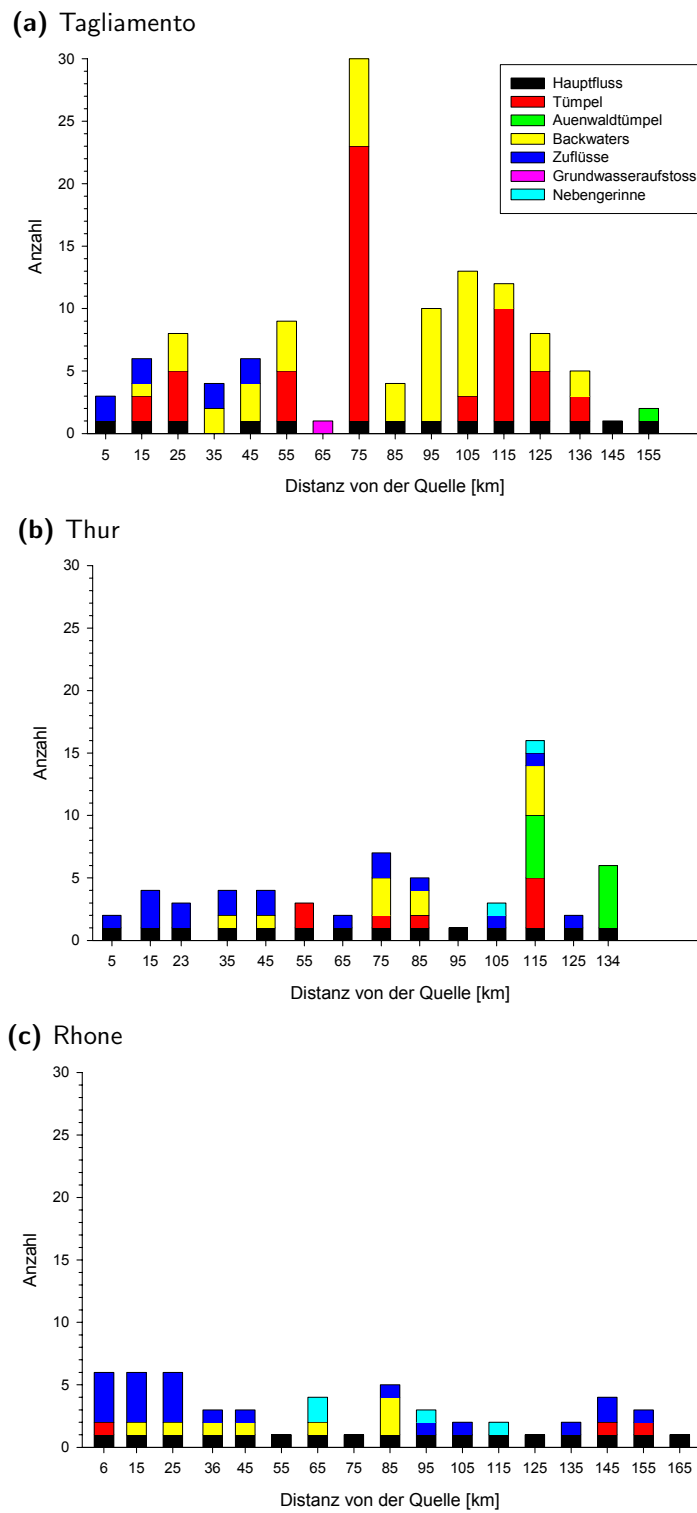 (a) Tagliamento
30
25
20
15
10
5
0
Anzahl
Hauptfluss
Tümpel
Auenwaldtümpel
Backwaters
Zuflüsse
Grundwasseraufstoss
Nebengerinne
5 15 25 35 45 55 65 75 85 95 105 115 125 136 145 155
Distanz von der Quelle [km]
(b) Thur
30
25
20
15
10
5
0
Anzahl
5 15 23 35 45 55 65 75 85 95 105 115 125 134
Distanz von der Quelle [km]
(c) Rhone
30
25
20
15
10
5
0
Anzahl
6 15 25 36 45 55 65 75 85 95 105 115 125 135 145 155 165
Distanz von der Quelle [km]